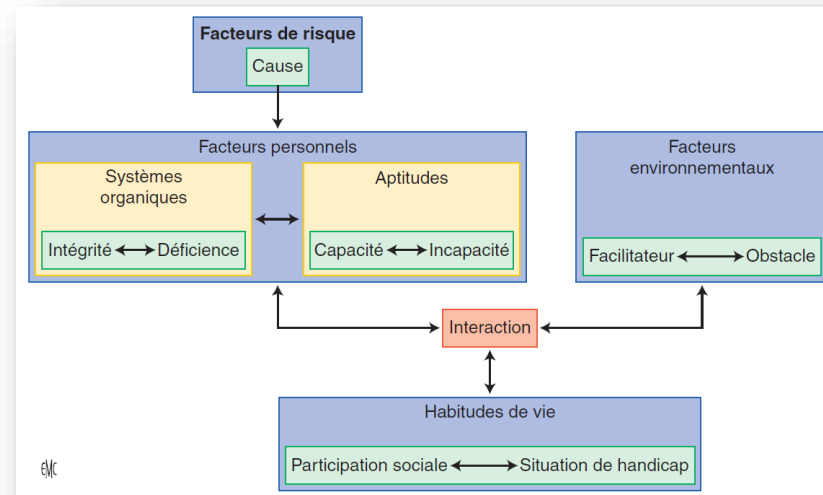 Facteurs de risque
Cause
Facteurs personnels
Systèmes
organiques
Intégrité
Déficience
Aptitudes
Capacité
Incapacité
Facteurs
environnementaux
Facilitateur
Obstacle
Interaction
Habitudes de vie
Participation sociale
Situation de handicap
EMC